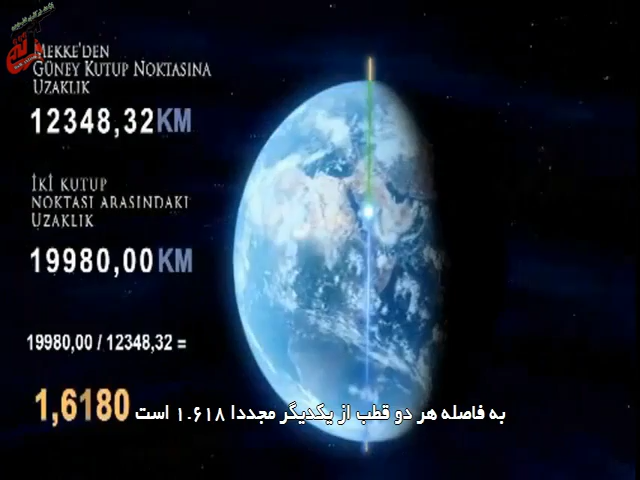 MEKKE'DEN
GÜNEY KUTUP NOKTASINA
UZAKLIK
12348,32KM
İKİ KUTUP
NOKTASI ARASINDAKI
UZAKLIK
19980,00KM
19980,00 / 12348,32 =
1,6180
به فاصله هر دو قطب از یکدیگر مجددا ۱.۶۱۸ است